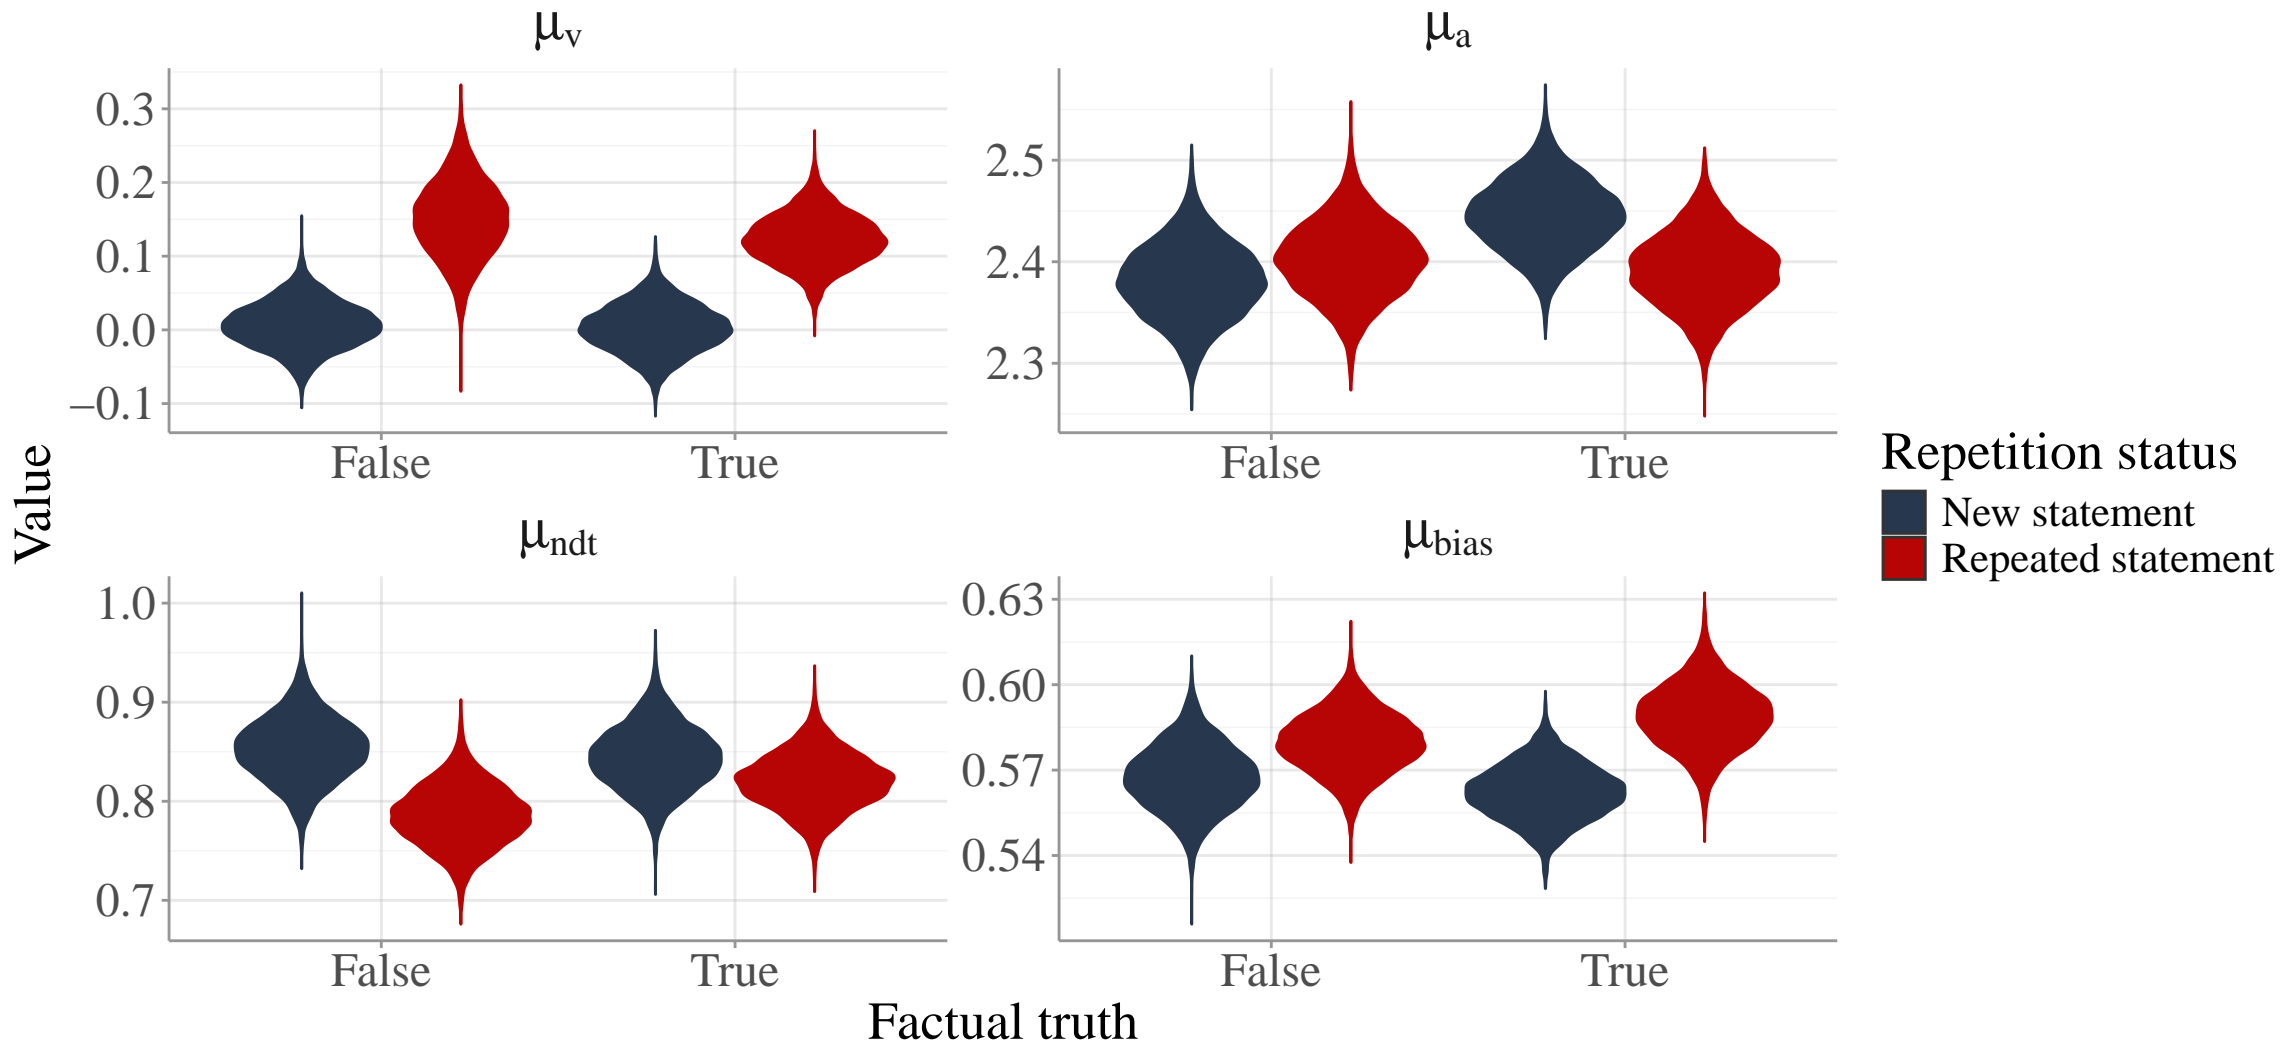 μv
μa
0.3
0.2
0.1
0.0
−0.1
False
True
2.5
2.4
2.3
False
True
Value
μndt
μbias
1.0
0.9
0.8
0.7
False
True
0.63
0.60
0.57
0.54
False
True
Factual truth
Repetition status
New statement
Repeated statement